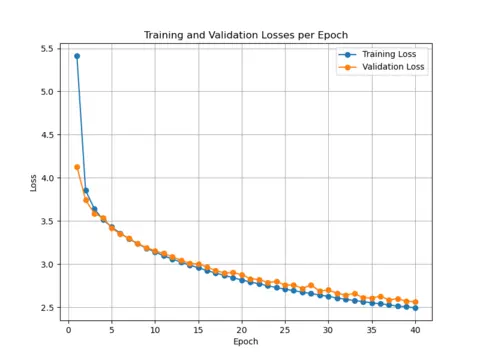 Training and Validation Losses per Epoch
Training Loss
Validation Loss
5.5
5.0
4.5
4.0
3.5
3.0
2.5
Loss
0 5 10 15 20 25 30 35 40
Epoch